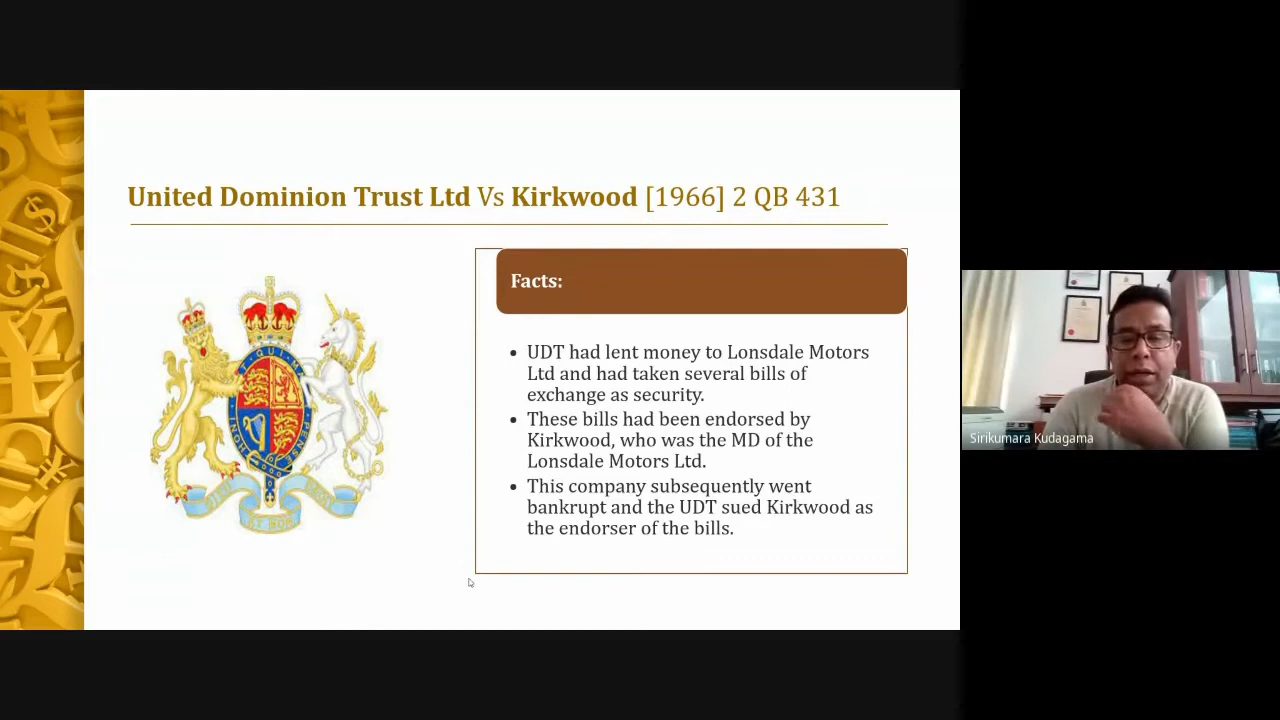 United Dominion Trust Ltd Vs Kirkwood [1966] 2 QB 431
Facts:
• UDT had lent money to Lonsdale Motors
Ltd and had taken several bills of
exchange as security.
• These bills had been endorsed by
Kirkwood, who was the MD of the
Lonsdale Motors Ltd.
• This company subsequently went
bankrupt and the UDT sued Kirkwood as
the endorser of the bills.
Sirikumara Kudagama